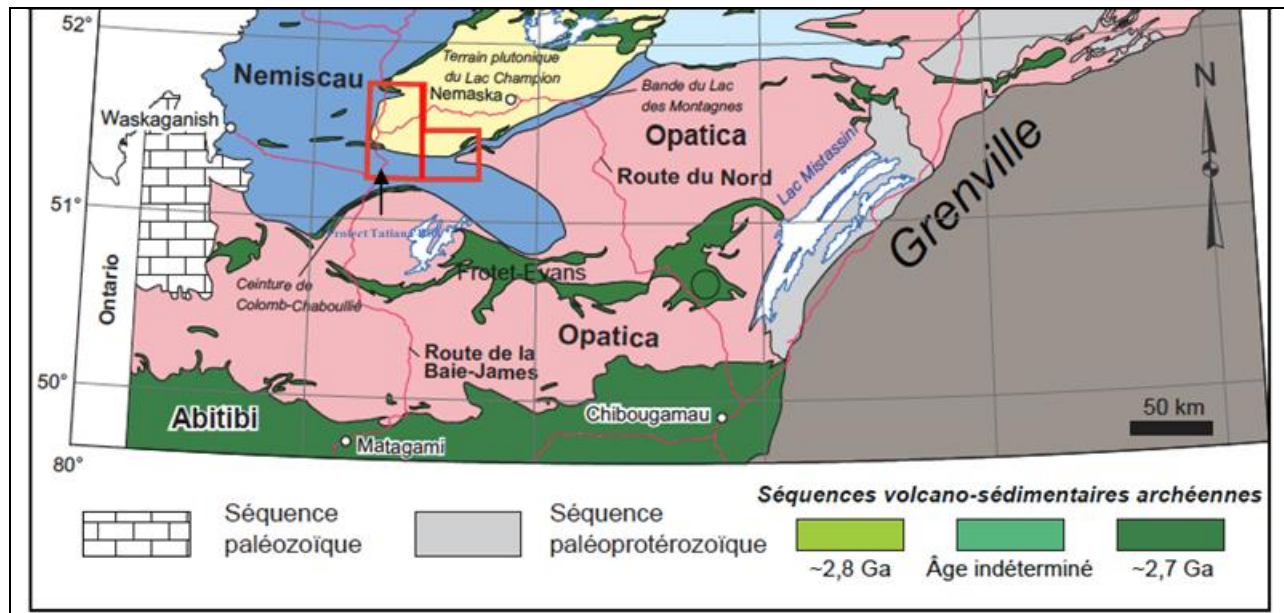 52°
Terrain plutonique
du Lac Champion
Nemiscau
Nemaska
Bande du Lac
des Montagnes
N
Waskaganish
Opatica
Lac Mistassini
51°
Route du Nord
Grenville
Project Tatiana
Frotet-Evans
Ontario
Ceinture de
Colomb-Chaboullié
Opatica
Route de la
Baie-James
50°
Abitibi
Chibougamau
50 km
Matagami
80°
Séquence
paléozoïque
Séquence
paléoprotérozoïque
Séquences volcano-sédimentaires archéennes
~2,8 Ga
Âge indéterminé
~2,7 Ga